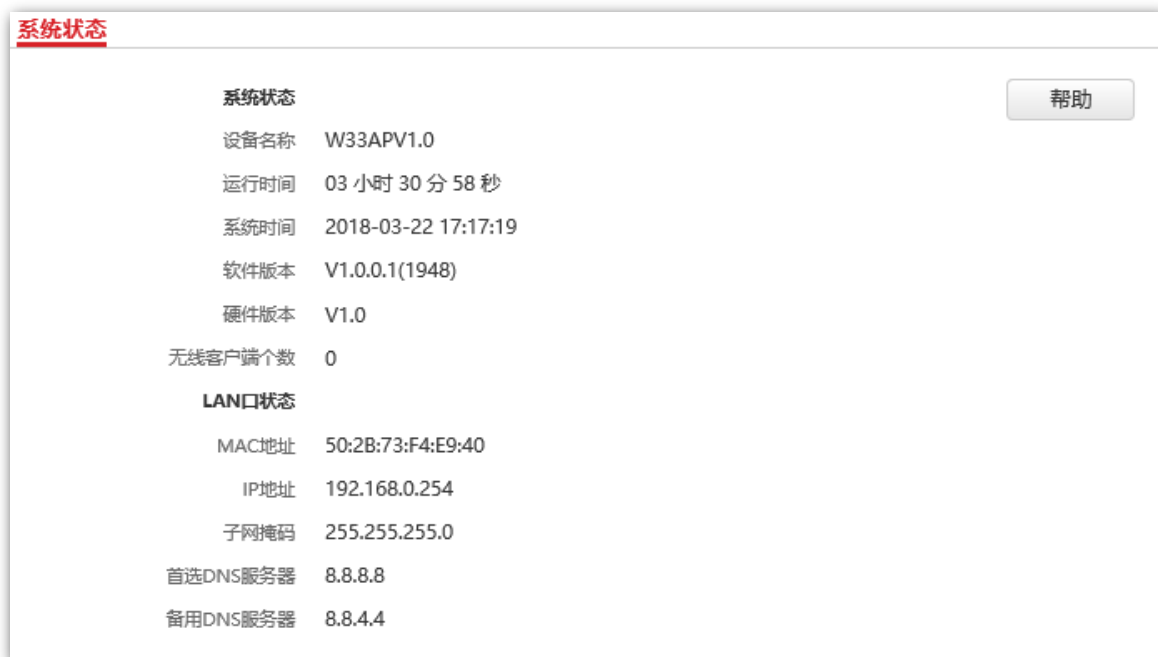 系统状态
系统状态
帮助
设备名称 W33APV1.0
运行时间 03 小时 30 分 58 秒
系统时间 2018-03-22 17:17:19
软件版本 V1.0.0.1(1948)
硬件版本 V1.0
无线客户端个数 0
LAN口状态
MAC地址 50:2B:73:F4:E9:40
IP地址 192.168.0.254
子网掩码 255.255.255.0
首选DNS服务器 8.8.8.8
备用DNS服务器 8.8.4.4